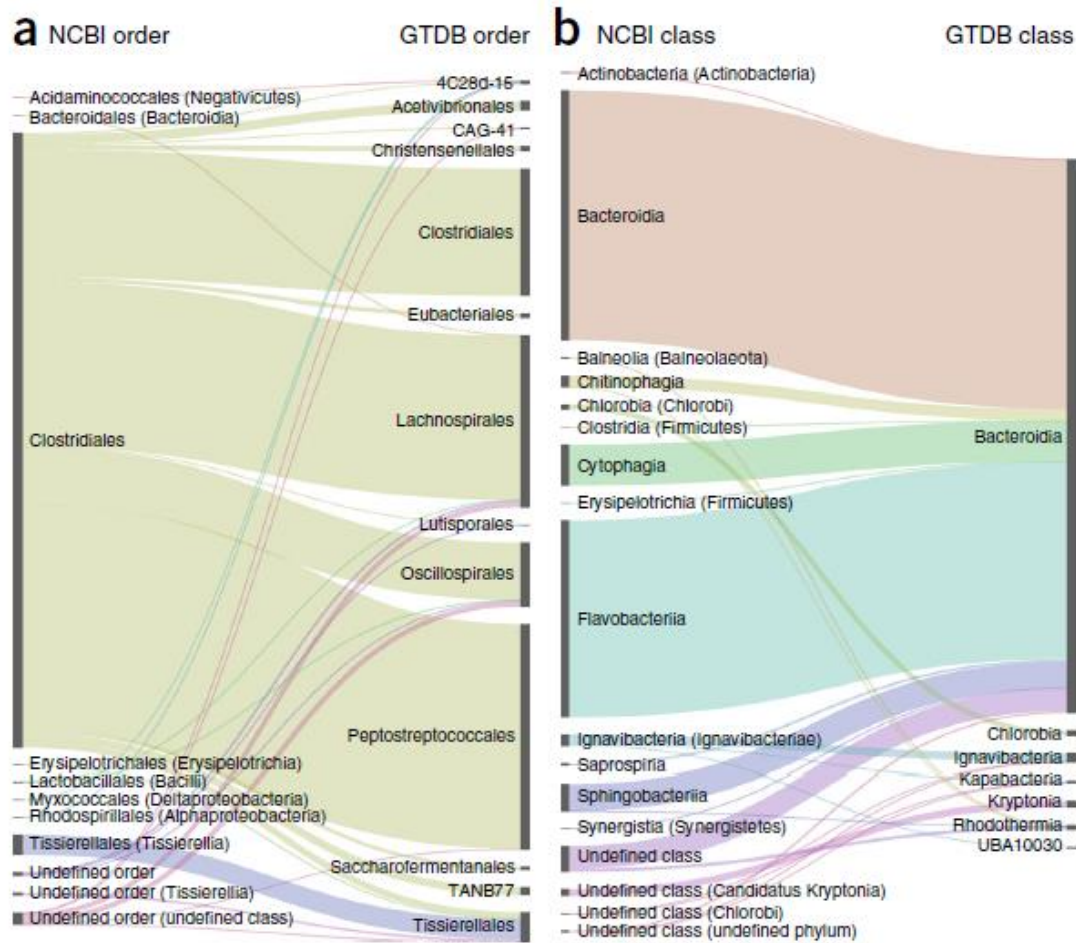 a NCBI order GTDB order
4C28d-15
Acidaminococcales (Negativicutes)
Acetivibrionales
Bacteroidales (Bacteroidia)
CAG-41
Christensenellales
Clostridiales
Eubacteriales
Lachnospirales
Clostridiales
Lutisporales
Oscillospirales
Peptostreptococcales
Erysipelotrichales (Erysipelotrichia)
Lactobacillales (Bacilli)
Myxococcales (Deltaproteobacteria)
Rhodospirillales (Alphaproteobacteria)
Tissierellales (Tissierellia)
Saccharofermentanales
Undefined order
TANB77
Undefined order (Tissierellia)
Undefined order (undefined class)
Tissierellales
b NCBI class GTDB class
Actinobacteria (Actinobacteria)
Bacteroidia
Balneolia (Balneolaeota)
Chitinophagia
Chlorobia (Chlorobi)
Clostridia (Firmicutes)
Bacteroidia
Cytophagia
Erysipelotrichia (Firmicutes)
Flavobacteriia
Chlorobia
Ignavibacteria (Ignavibacteriae)
Ignavibacteria
Saprospiria
Kapabacteria
Sphingobacteriia
Kryptonia
Synergistia (Synergistetes)
Rhodothermia
UBA10030
Undefined class
Undefined class (Candidatus Kryptonia)
Undefined class (Chlorobi)
Undefined class (undefined phylum)